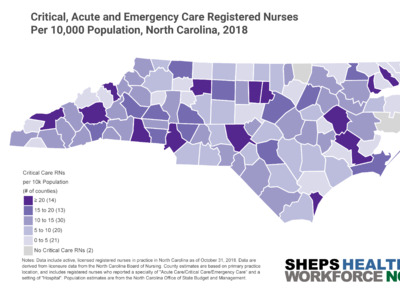 Critical, Acute and Emergency Care Registered Nurses
Per 10,000 Population, North Carolina, 2018
Critical Care RNs
per 10k Population
(# of counties)
≥ 20 (14)
15 to 20 (13)
10 to 15 (30)
5 to 10 (20)
0 to 5 (21)
No Critical Care RNs (2)
Notes: Data include active, licensed registered nurses in practice in North Carolina as of October 31, 2018. Data are
derived from licensure data from the North Carolina Board of Nursing. County estimates are based on primary practice
location, and includes registered nurses who reported a specialty of "Acute Care/Critical Care/Emergency Care" and a
setting of "Hospital". Population estimates are from the North Carolina Office of State Budget and Management.
SHEPS HEALTH
WORKFORCE NC